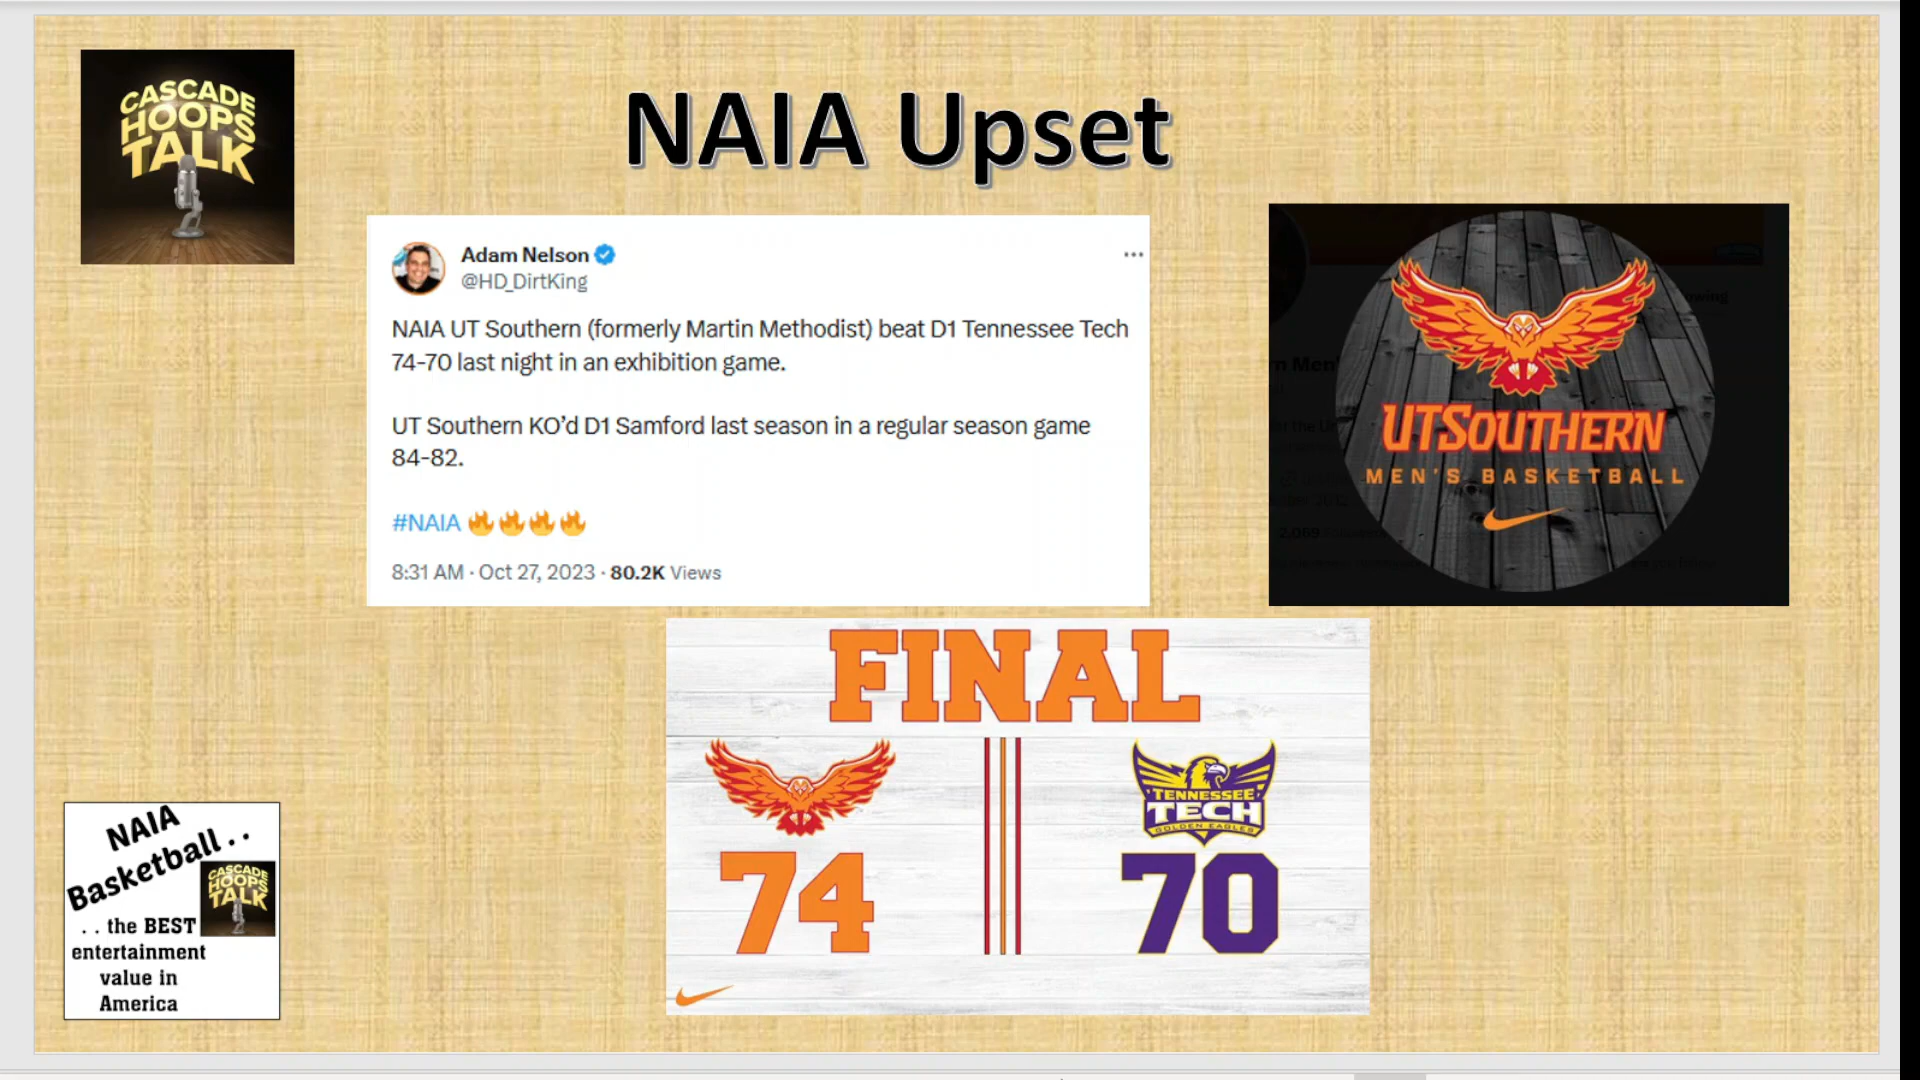 CASCADE
HOOPS
TALK
NAIA Upset
Adam Nelson
@HD_DirtKing
NAIA UT Southern (formerly Martin Methodist) beat D1 Tennessee Tech
74-70 last night in an exhibition game.
UT Southern KO’d D1 Samford last season in a regular season game
84-82.
#NAIA 🔥🔥🔥🔥
8:31 AM · Oct 27, 2023 · 80.2K Views
UTSOUTHERN
MEN'S BASKETBALL
2,069
FINAL
TENNESSEE
TECH
GOLDEN EAGLES
74
70
NAIA
Basketball . .
CASCADE
HOOPS
TALK
. . the BEST
entertainment
value in
America